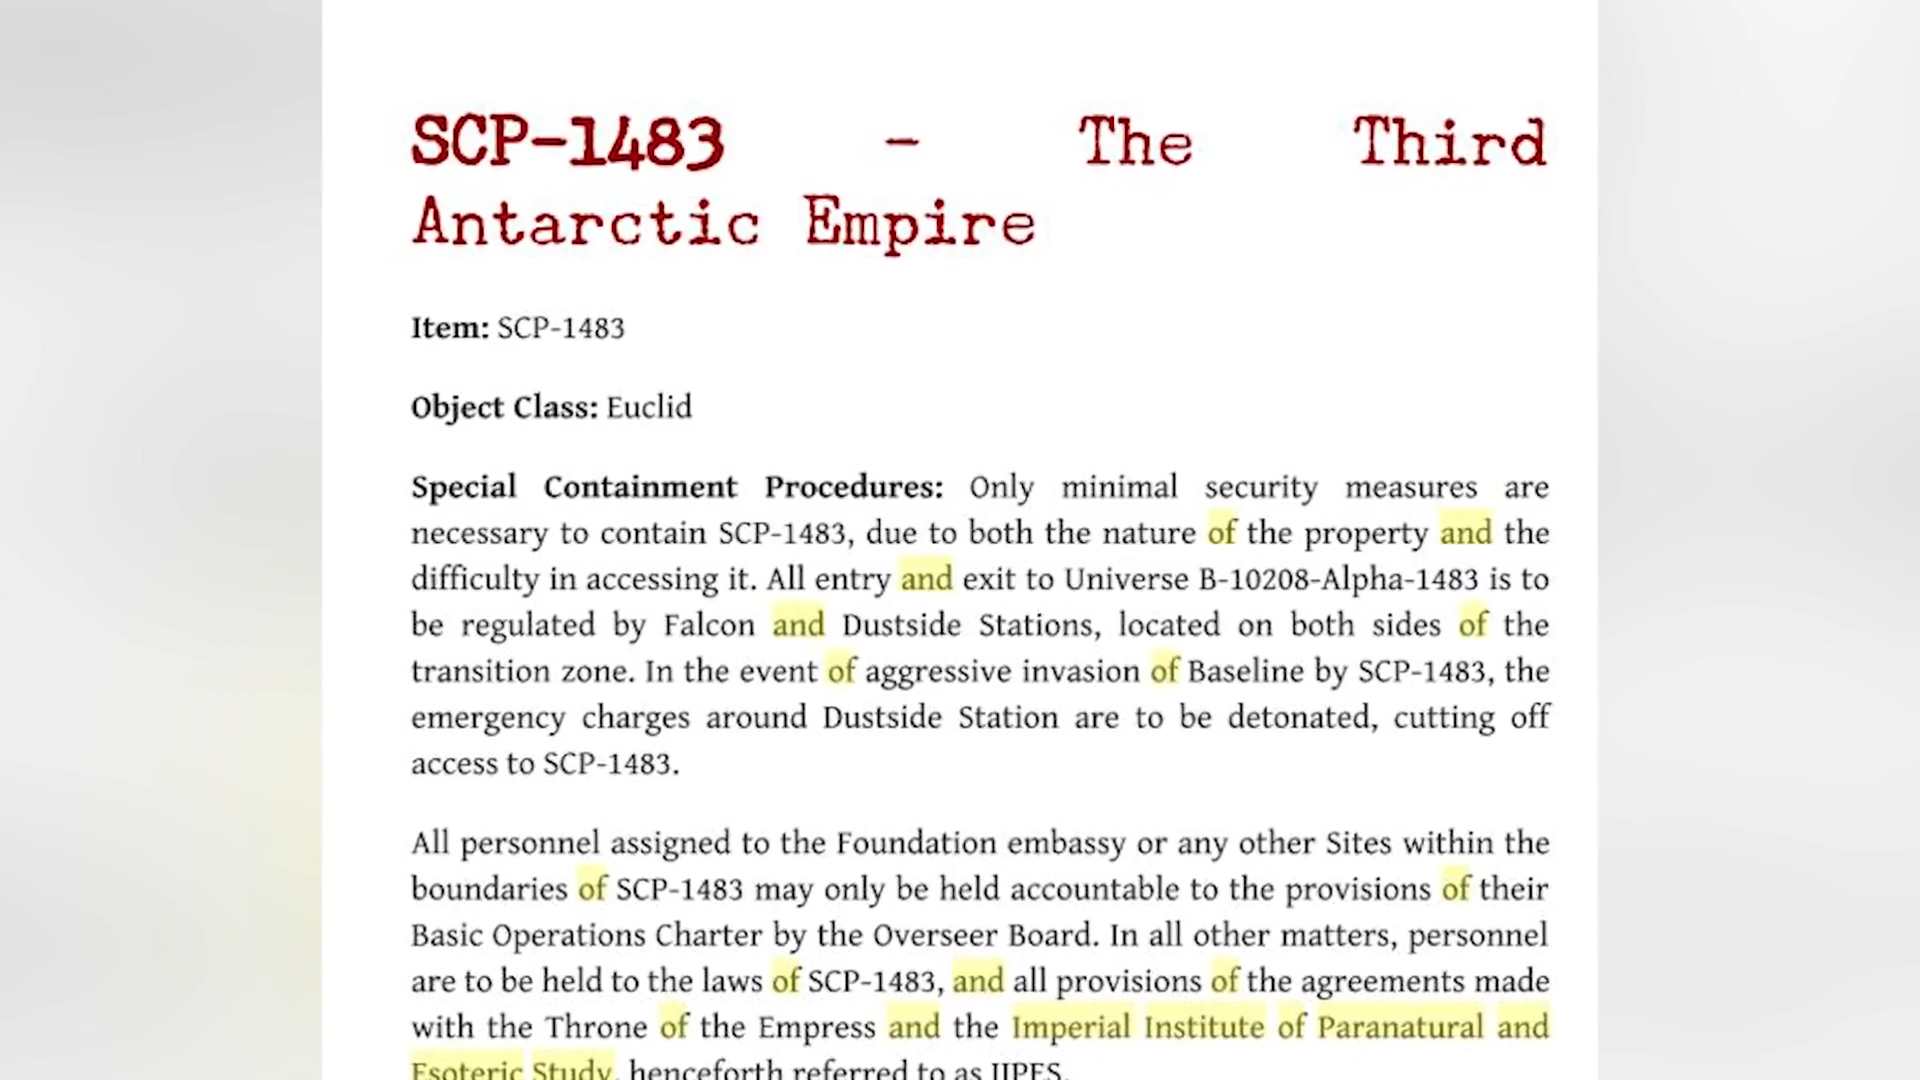 SCP-1483 - The Third
Antarctic Empire
Item: SCP-1483
Object Class: Euclid
Special Containment Procedures: Only minimal security measures are
necessary to contain SCP-1483, due to both the nature of the property and the
difficulty in accessing it. All entry and exit to Universe B-10208-Alpha-1483 is to
be regulated by Falcon and Dustside Stations, located on both sides of the
transition zone. In the event of aggressive invasion of Baseline by SCP-1483, the
emergency charges around Dustside Station are to be detonated, cutting off
access to SCP-1483.
All personnel assigned to the Foundation embassy or any other Sites within the
boundaries of SCP-1483 may only be held accountable to the provisions of their
Basic Operations Charter by the Overseer Board. In all other matters, personnel
are to be held to the laws of SCP-1483, and all provisions of the agreements made
with the Throne of the Empress and the Imperial Institute of Paranatural and
Esoteric Study, henceforth referred to as IIPES.